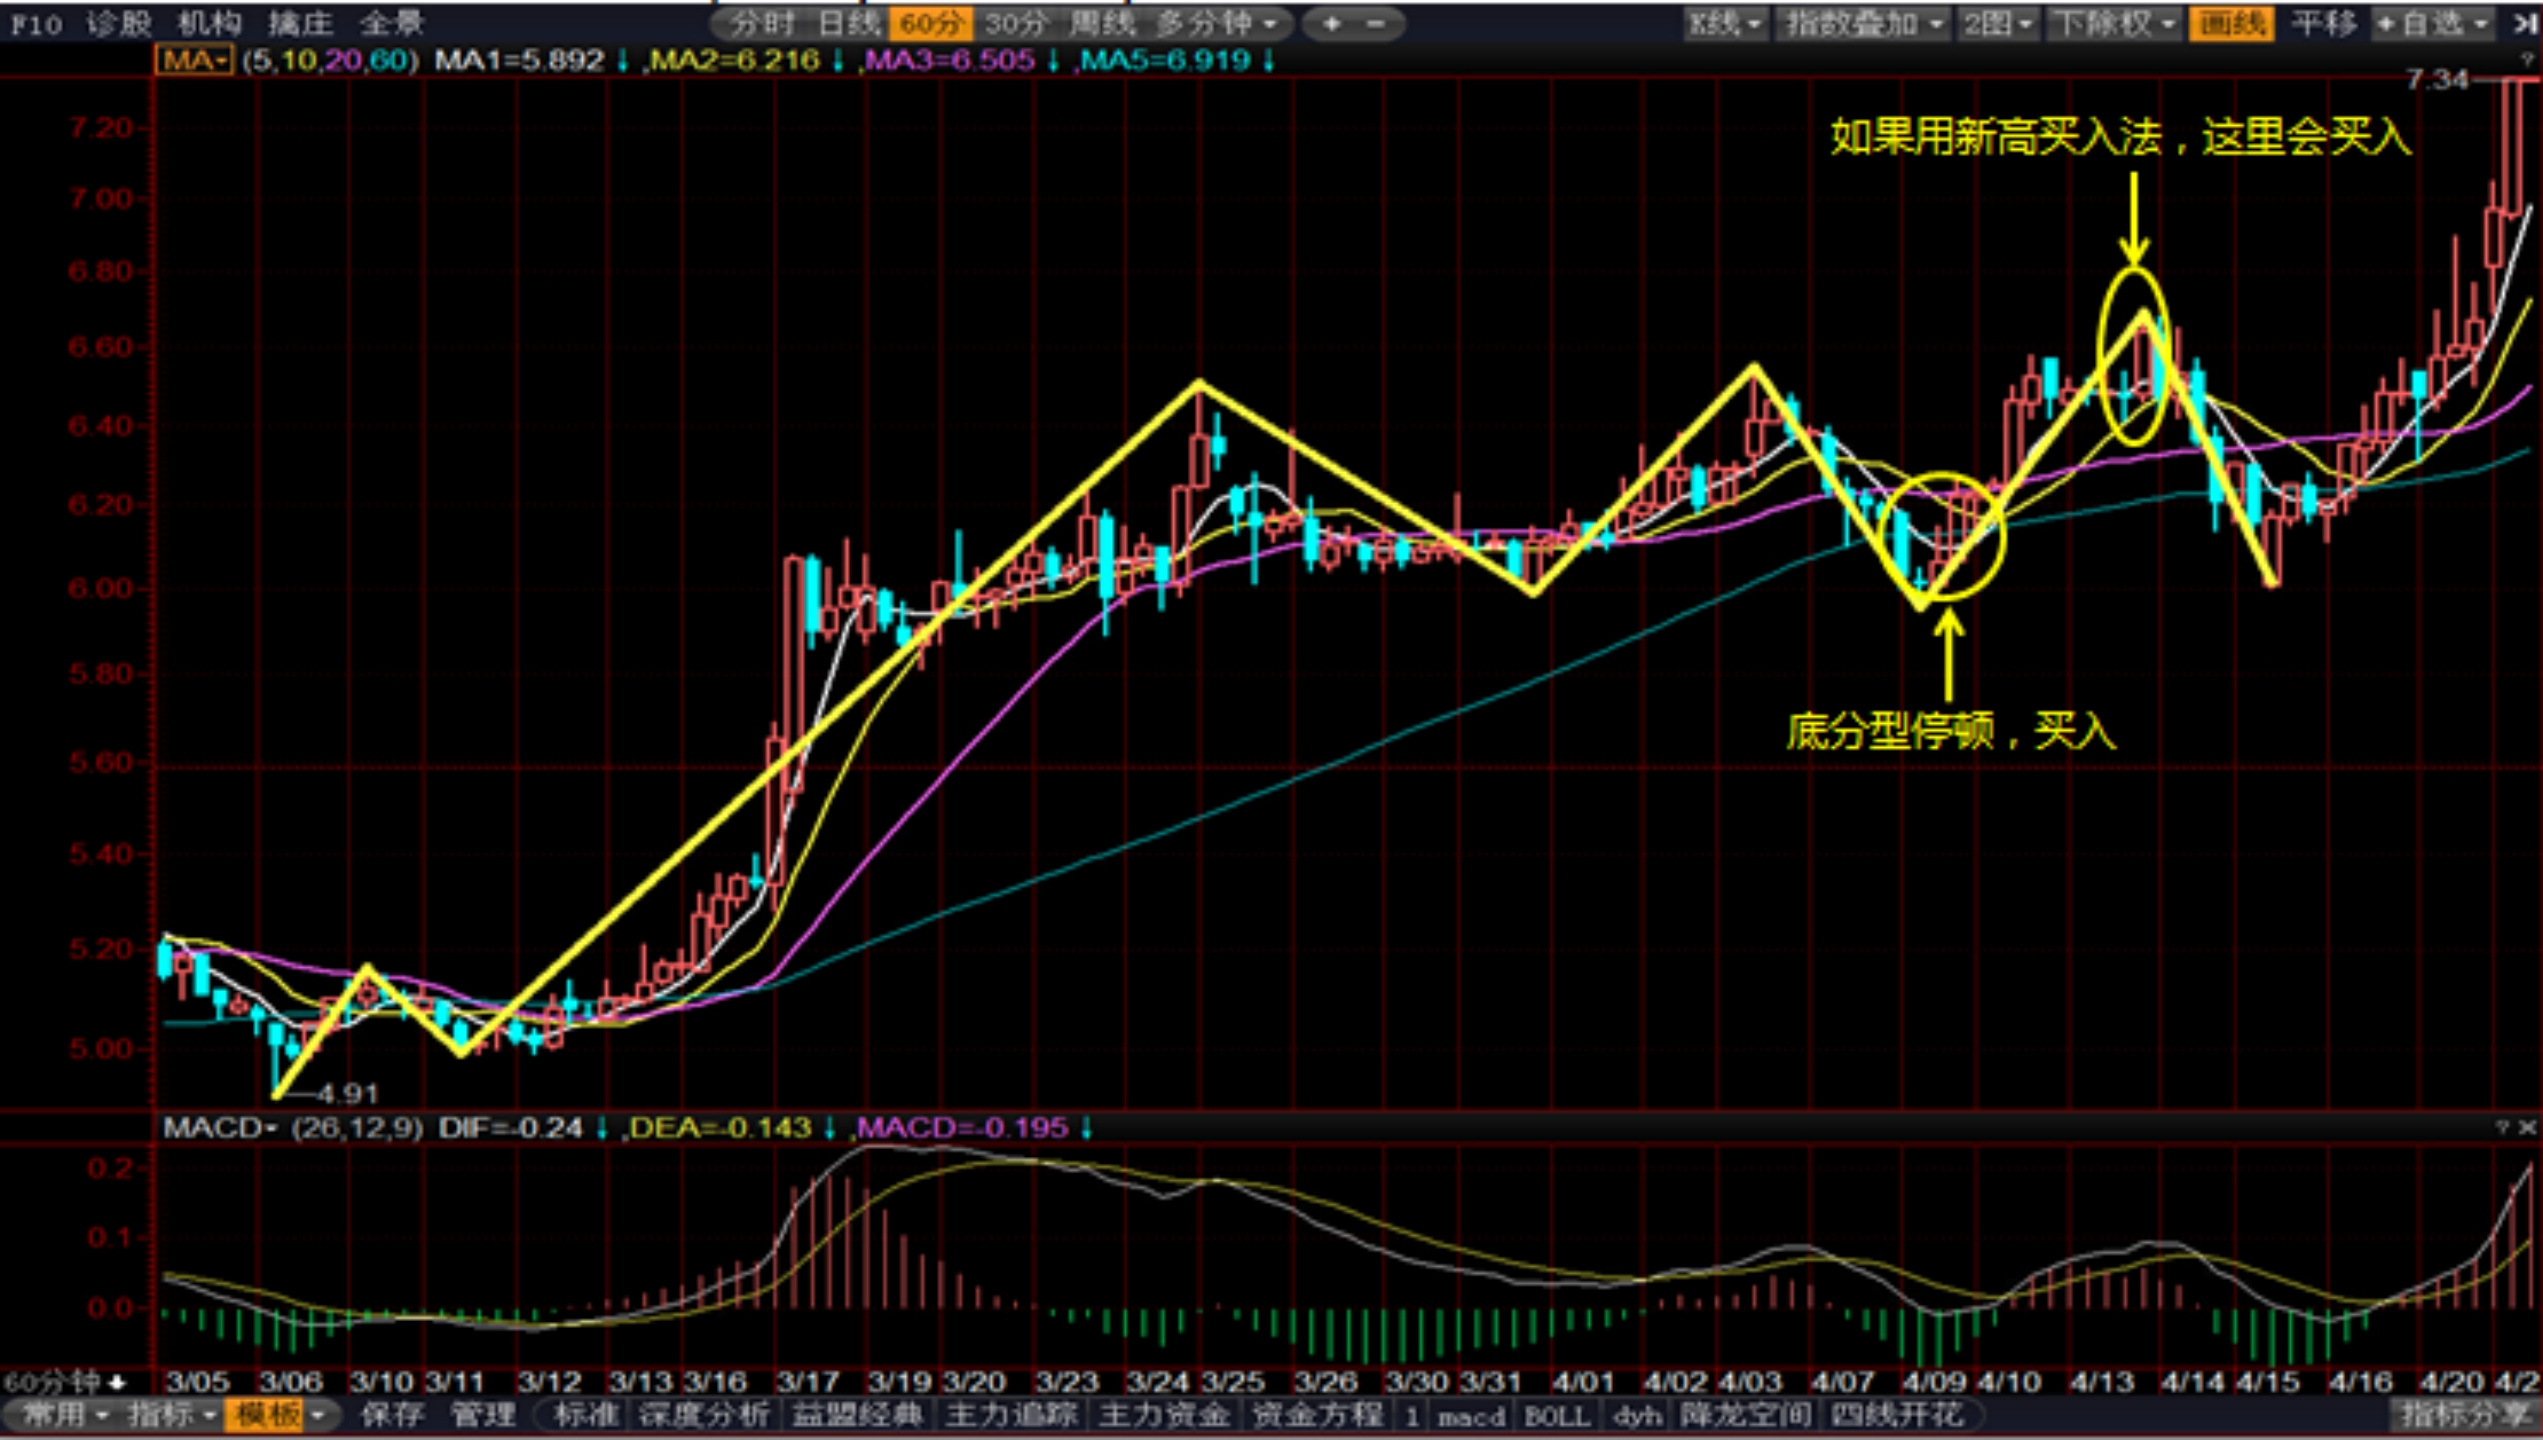 F10 诊股 机构 擒庄 全景 分时 日线 60分 30分 周线 多分钟 + - K线 指数叠加 2图 下除权 画线 平移 +自选
MA (5,10,20,60) MA1=5.892↓ ,MA2=6.216↓ ,MA3=6.505↓ ,MA5=6.919↓ ?
7.34
7.20
如果用新高买入法，这里会买入
7.00
6.80
6.60
6.40
6.20
6.00
5.80
底分型停顿，买入
5.60
5.40
5.20
5.00
4.91
MACD (26,12,9) DIF=-0.24↓ ,DEA=-0.143↓ ,MACD=-0.195↓ ? ×
0.2
0.1
0.0
60分钟 3/05 3/06 3/10 3/11 3/12 3/13 3/16 3/17 3/19 3/20 3/23 3/24 3/25 3/26 3/30 3/31 4/01 4/02 4/03 4/07 4/09 4/10 4/13 4/14 4/15 4/16 4/20 4/2
常用 指标 模板 保存 管理 标准 深度分析 益盟经典 主力追踪 主力资金 资金方程 1 macd BOLL dyh 降龙空间 四线开花 指标分享